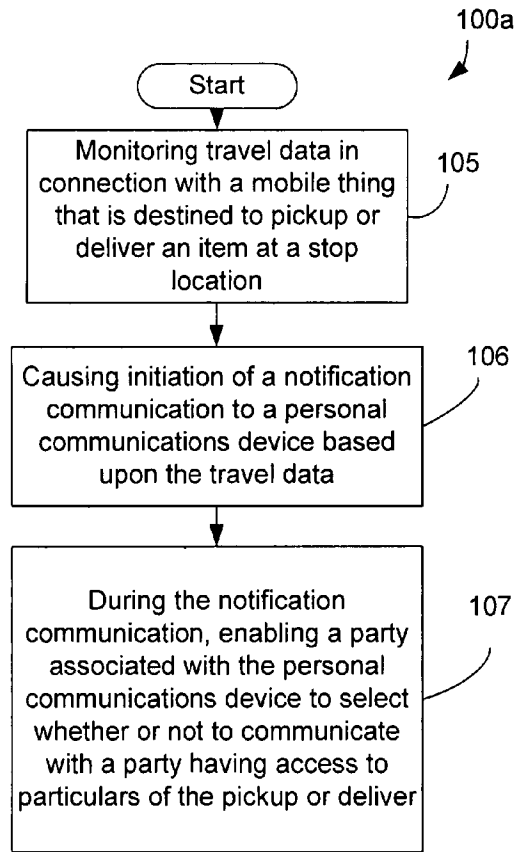 100a
Start
Monitoring travel data in
connection with a mobile thing
that is destined to pickup or
deliver an item at a stop
location
105
Causing initiation of a notification
communication to a personal
communications device based
upon the travel data
106
During the notification
communication, enabling a party
associated with the personal
communications device to select
whether or not to communicate
with a party having access to
particulars of the pickup or deliver
107